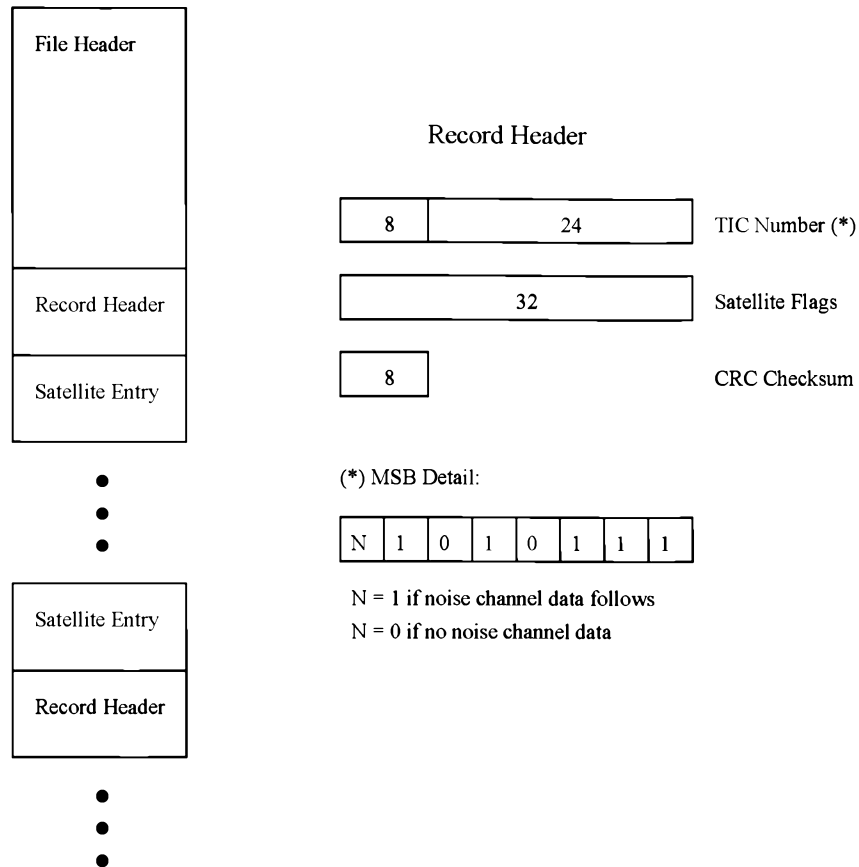 File Header
Record Header
Satellite Entry
Satellite Entry
Record Header
Record Header
8 24 TIC Number (*)
32 Satellite Flags
8 CRC Checksum
(*) MSB Detail:
N 1 0 1 0 1 1 1
N = 1 if noise channel data follows
N = 0 if no noise channel data